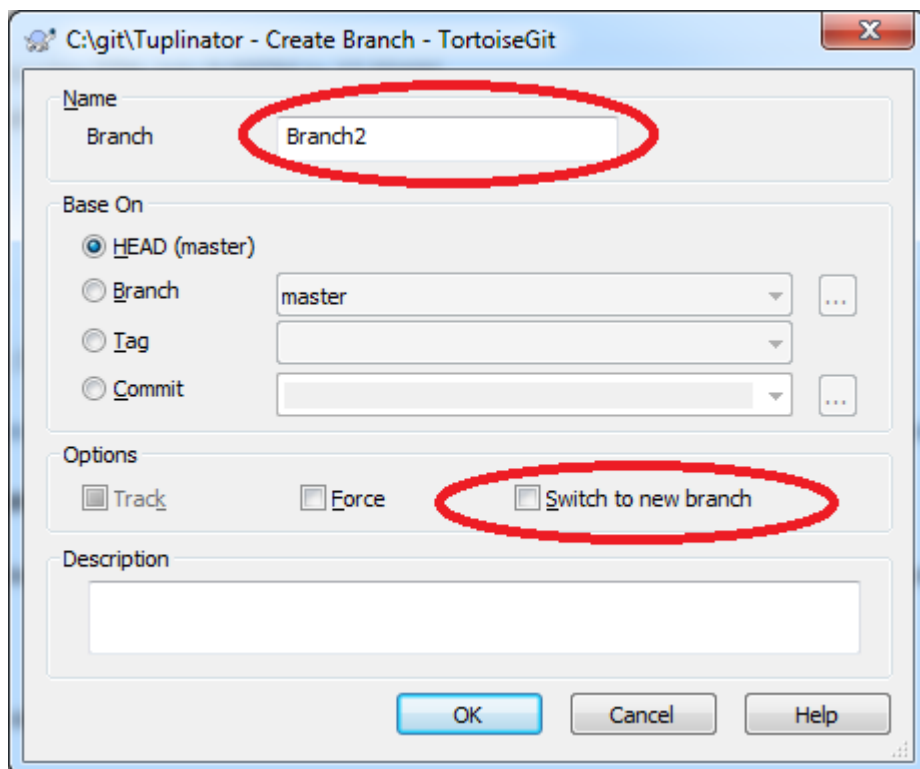 C:\git\Tuplinator - Create Branch - TortoiseGit
Name
Branch Branch2
Base On
HEAD (master)
Branch master ...
Tag
Commit ...
Options
Track Force Switch to new branch
Description
OK Cancel Help